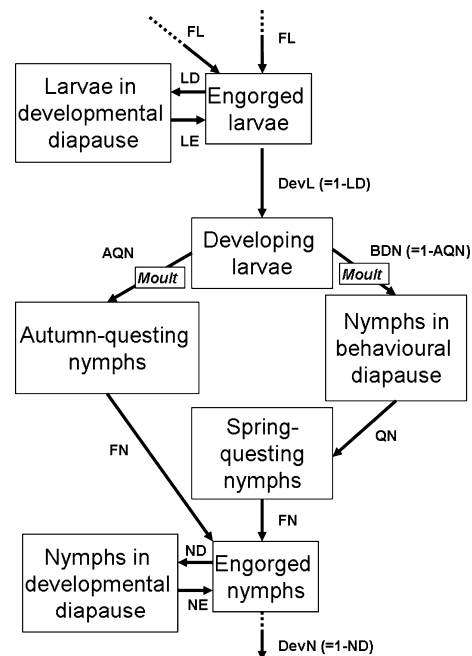 FL
FL
Larvae in
developmental
diapause
LD
LE
Engorged
larvae
DevL (=1-LD)
Developing
larvae
AQN
Moult
BDN (=1-AQN)
Moult
Autumn-questing
nymphs
Nymphs in
behavioural
diapause
FN
QN
Spring-
questing
nymphs
FN
Nymphs in
developmental
diapause
ND
NE
Engorged
nymphs
DevN (=1-ND)